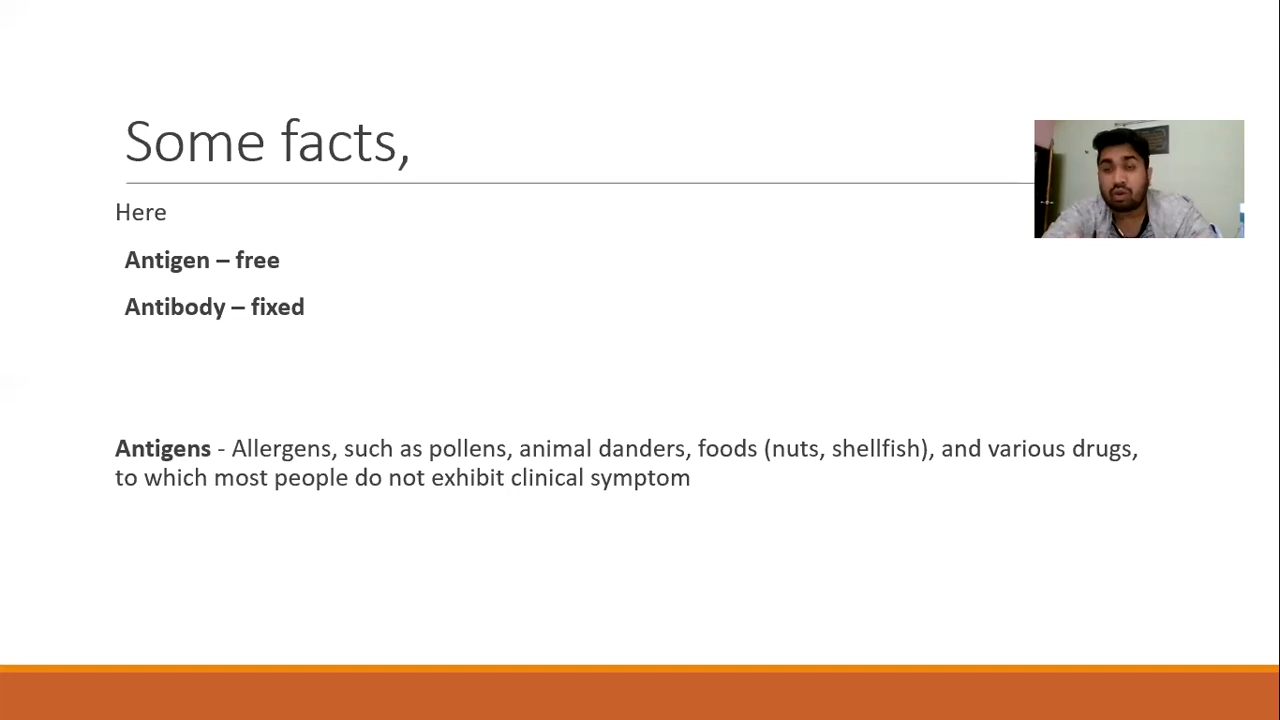 Some facts,
Here
Antigen – free
Antibody – fixed
Antigens - Allergens, such as pollens, animal danders, foods (nuts, shellfish), and various drugs,
to which most people do not exhibit clinical symptom